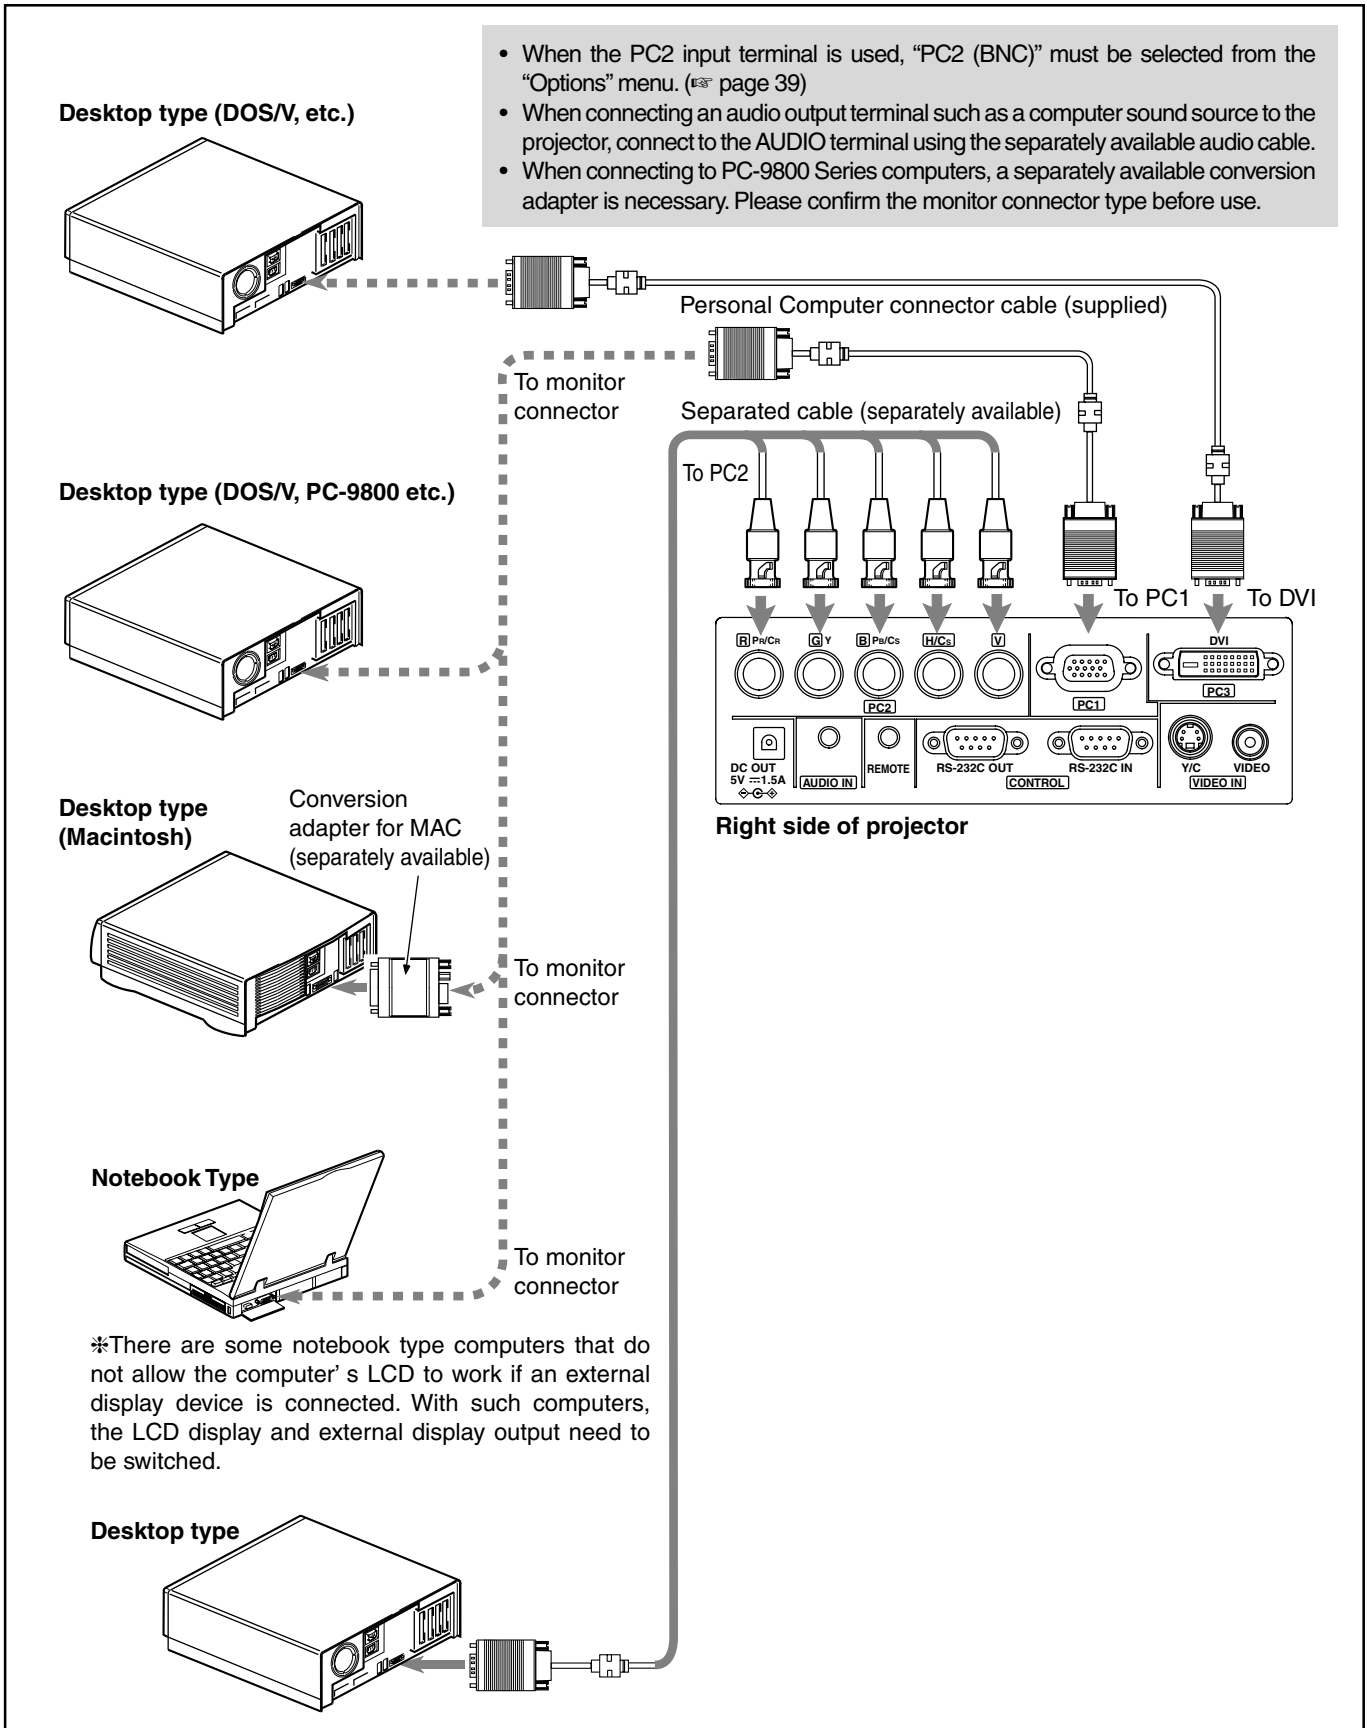 • When the PC2 input terminal is used, “PC2 (BNC)” must be selected from the
“Options” menu. (☞ page 39)
• When connecting an audio output terminal such as a computer sound source to the
projector, connect to the AUDIO terminal using the separately available audio cable.
• When connecting to PC-9800 Series computers, a separately available conversion
adapter is necessary. Please confirm the monitor connector type before use.
Desktop type (DOS/V, etc.)
Personal Computer connector cable (supplied)
To monitor
connector
Separated cable (separately available)
To PC2
Desktop type (DOS/V, PC-9800 etc.)
To PC1
To DVI
R PR/CR
G Y
B PB/CS
H/CS
V
DVI
PC2
PC1
PC3
DC OUT
5V ⎓1.5A
AUDIO IN
REMOTE
RS-232C OUT
RS-232C IN
CONTROL
Y/C
VIDEO
VIDEO IN
Right side of projector
Desktop type
(Macintosh)
Conversion
adapter for MAC
(separately available)
To monitor
connector
Notebook Type
To monitor
connector
❈There are some notebook type computers that do
not allow the computer’ s LCD to work if an external
display device is connected. With such computers,
the LCD display and external display output need to
be switched.
Desktop type